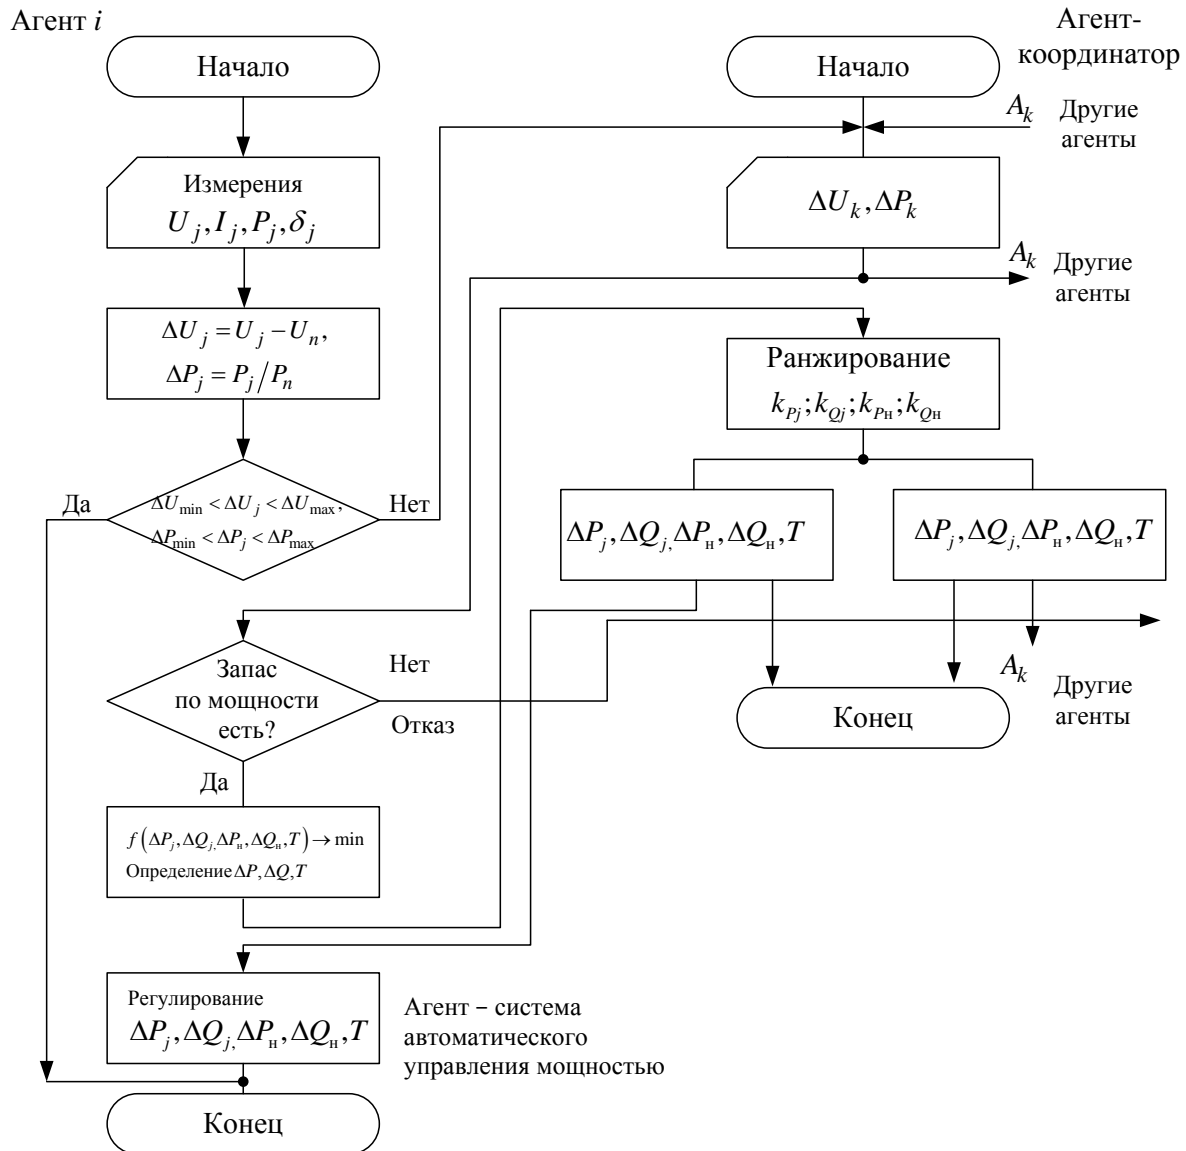 Агент i
Начало
Измерения
U_j, I_j, P_j, δ_j
ΔU_j = U_j − U_n,
ΔP_j = P_j/P_n
Да
ΔU_min < ΔU_j < ΔU_max,
ΔP_min < ΔP_j < ΔP_max
Нет
Запас
по мощности
есть?
Нет
Отказ
Да
f(ΔP_j, ΔQ_j, ΔP_н, ΔQ_н, T) → min
Определение ΔP, ΔQ, T
Регулирование
ΔP_j, ΔQ_j, ΔP_н, ΔQ_н, T
Агент – система
автоматического
управления мощностью
Конец
Агент-
координатор
Начало
A_k Другие
агенты
ΔU_k, ΔP_k
A_k Другие
агенты
Ранжирование
k_Pj; k_Qj; k_Pн; k_Qн
ΔP_j, ΔQ_j, ΔP_н, ΔQ_н, T
ΔP_j, ΔQ_j, ΔP_н, ΔQ_н, T
A_k Другие
агенты
Конец